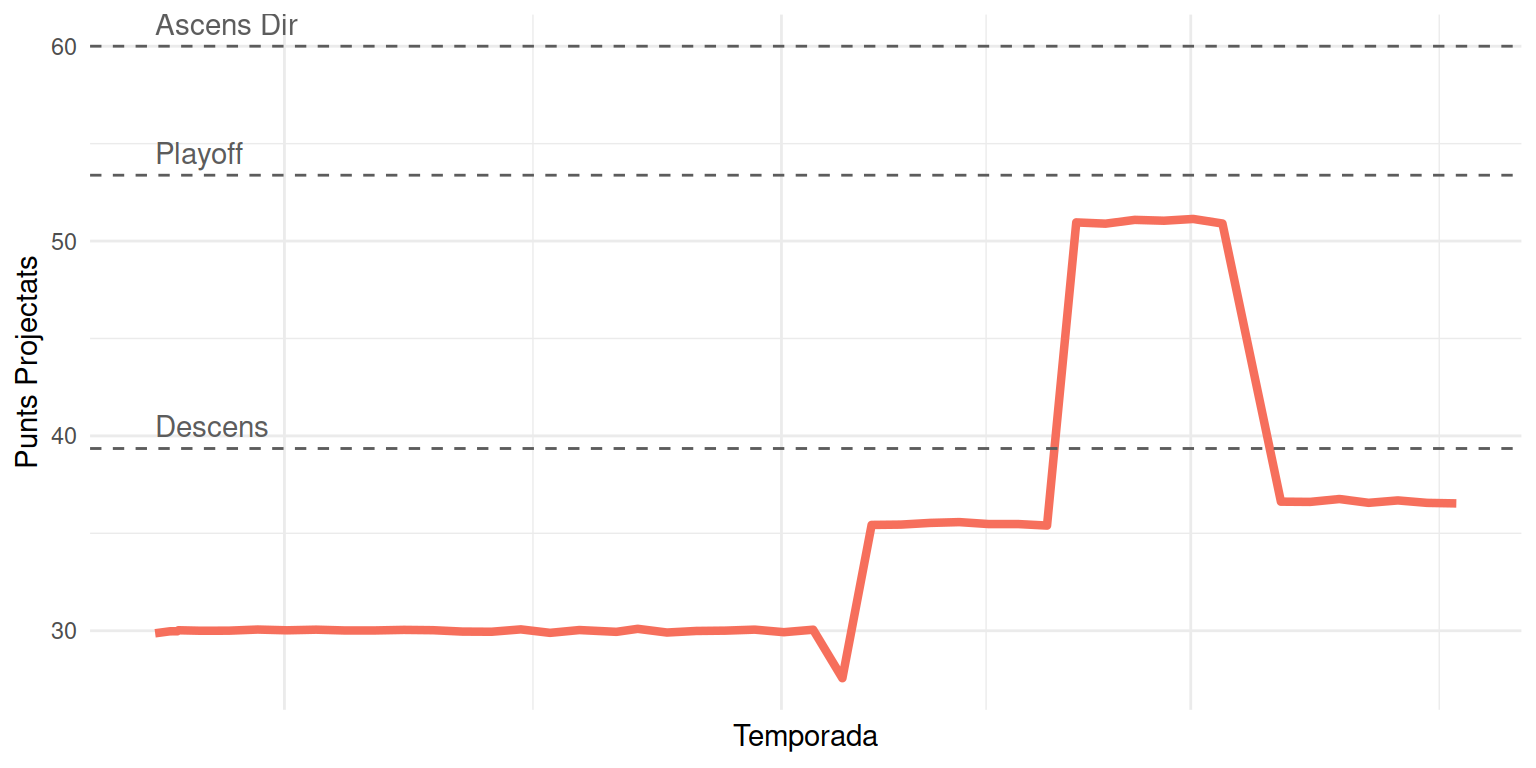 Ascens Dir
60
Playoff
50
Descens
40
30
Punts Projectats
Temporada